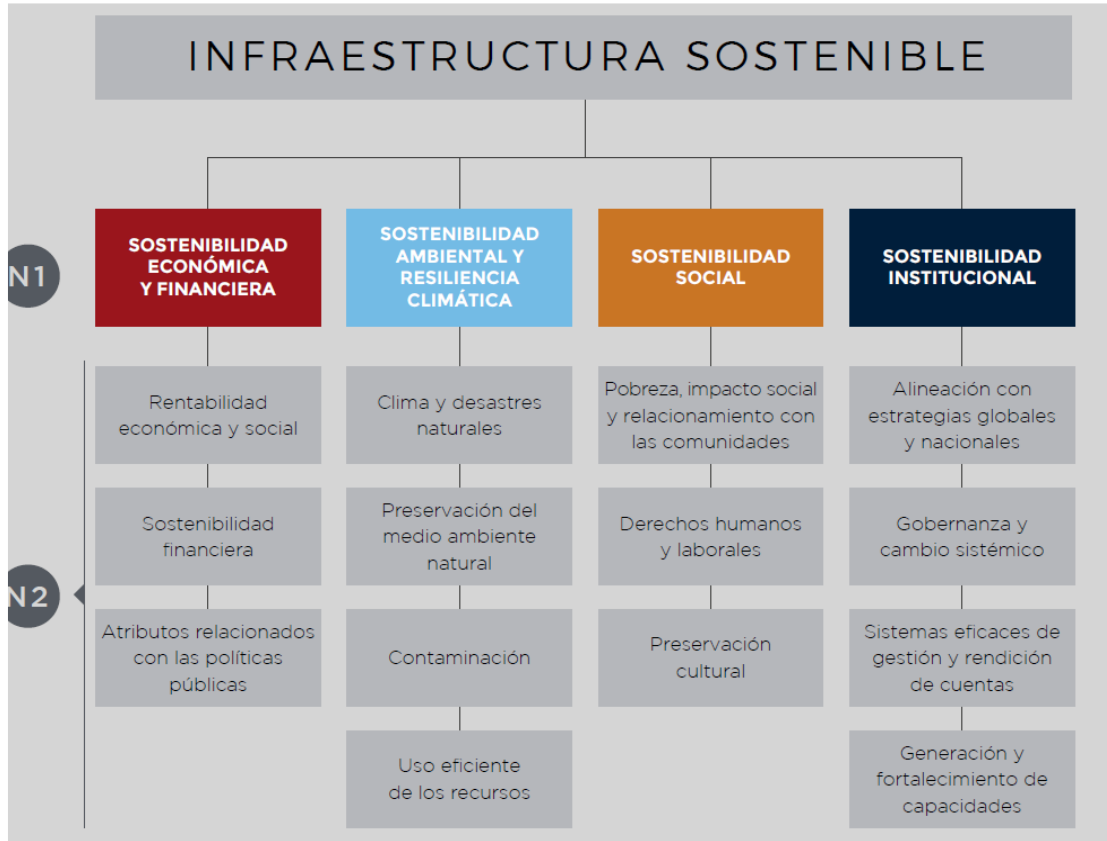 INFRAESTRUCTURA SOSTENIBLE
N1
SOSTENIBILIDAD
ECONÓMICA
Y FINANCIERA
SOSTENIBILIDAD
AMBIENTAL Y
RESILIENCIA
CLIMÁTICA
SOSTENIBILIDAD
SOCIAL
SOSTENIBILIDAD
INSTITUCIONAL
N2
Rentabilidad
económica y social
Sostenibilidad
financiera
Atributos relacionados
con las políticas
públicas
Clima y desastres
naturales
Preservación del
medio ambiente
natural
Contaminación
Uso eficiente
de los recursos
Pobreza, impacto social
y relacionamiento con
las comunidades
Derechos humanos
y laborales
Preservación
cultural
Alineación con
estrategias globales
y nacionales
Gobernanza y
cambio sistémico
Sistemas eficaces de
gestión y rendición
de cuentas
Generación y
fortalecimiento de
capacidades